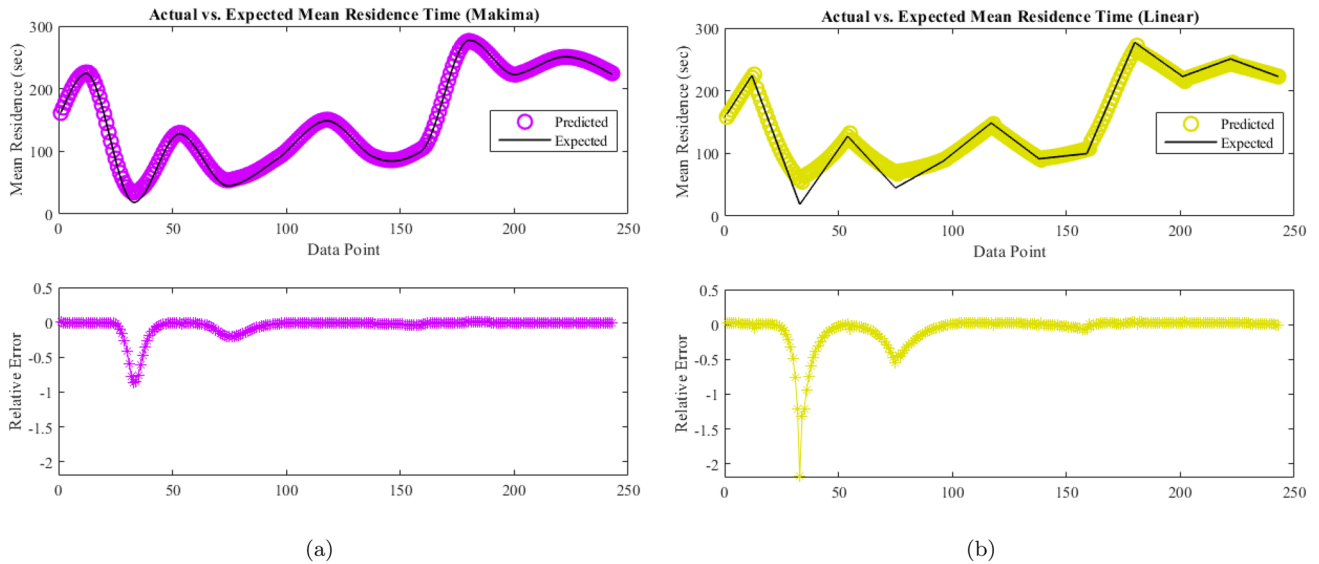 Actual vs. Expected Mean Residence Time (Makima)
300
200
100
0
Mean Residence (sec)
Predicted
Expected
0 50 100 150 200 250
Data Point
0.5
0
-0.5
-1
-1.5
-2
Relative Error
0 50 100 150 200 250
(a)
Actual vs. Expected Mean Residence Time (Linear)
300
200
100
0
Mean Residence (sec)
Predicted
Expected
0 50 100 150 200 250
Data Point
0.5
0
-0.5
-1
-1.5
-2
Relative Error
0 50 100 150 200 250
(b)